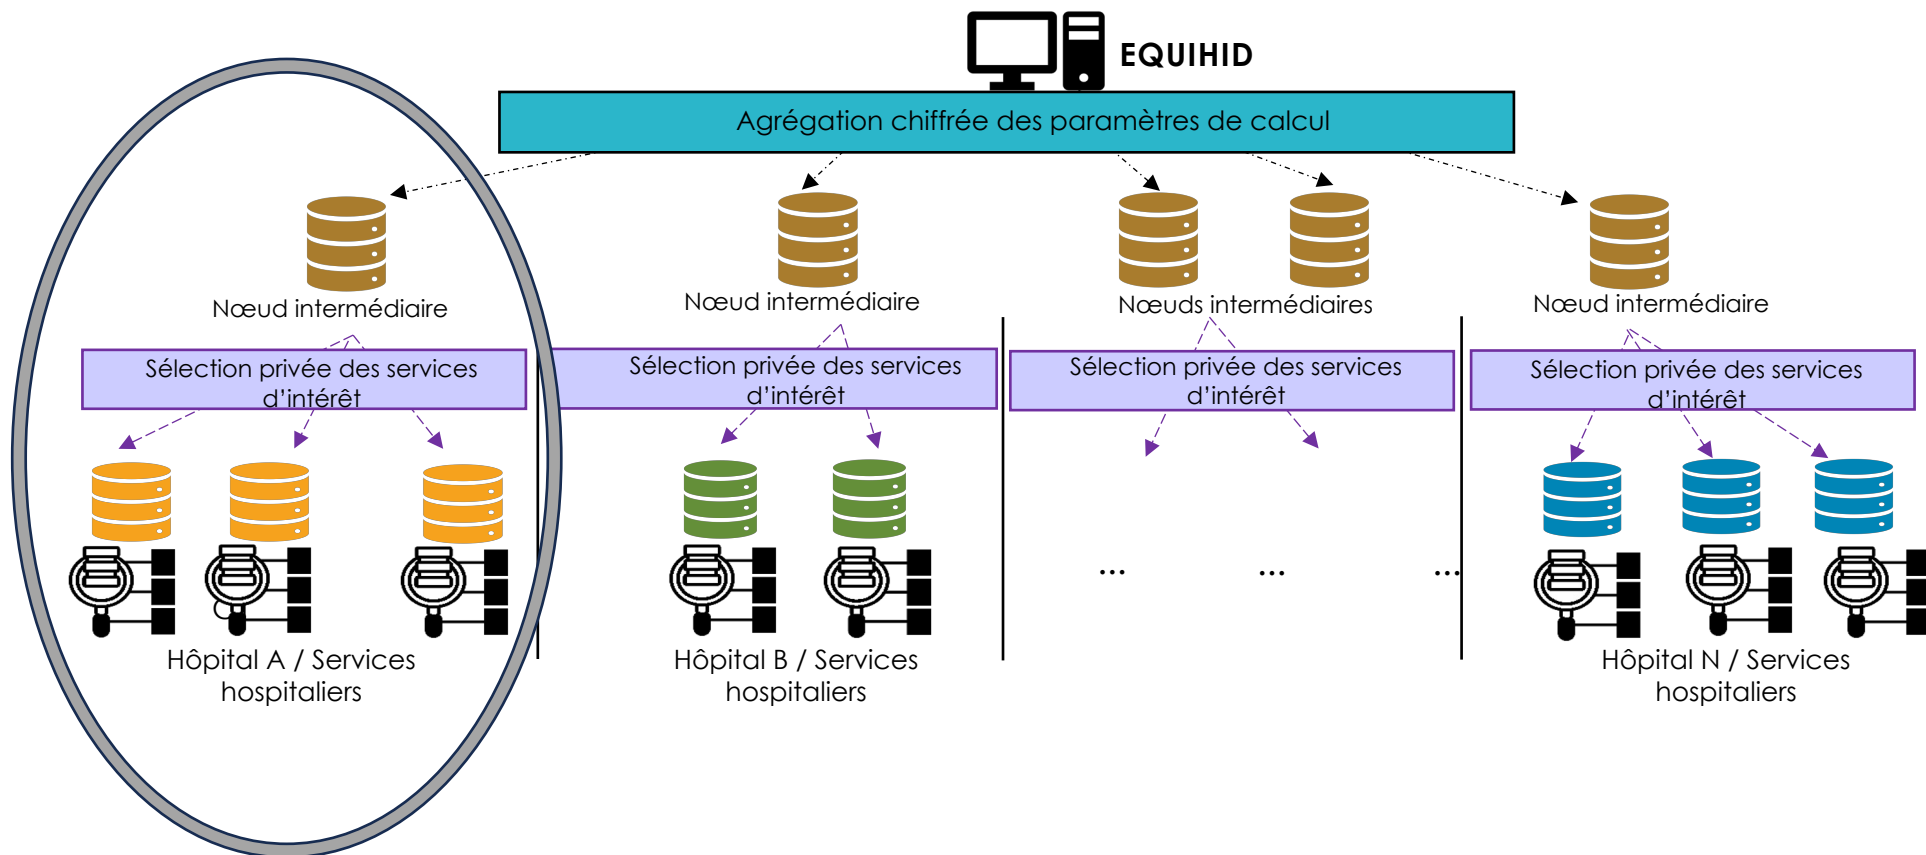 EQUIHID
Agrégation chiffrée des paramètres de calcul
Nœud intermédiaire
Nœud intermédiaire
Nœuds intermédiaires
Nœud intermédiaire
Sélection privée des services
d'intérêt
Sélection privée des services
d'intérêt
Sélection privée des services
d'intérêt
Sélection privée des services
d'intérêt
... ... ...
Hôpital A / Services
hospitaliers
Hôpital B / Services
hospitaliers
Hôpital N / Services
hospitaliers